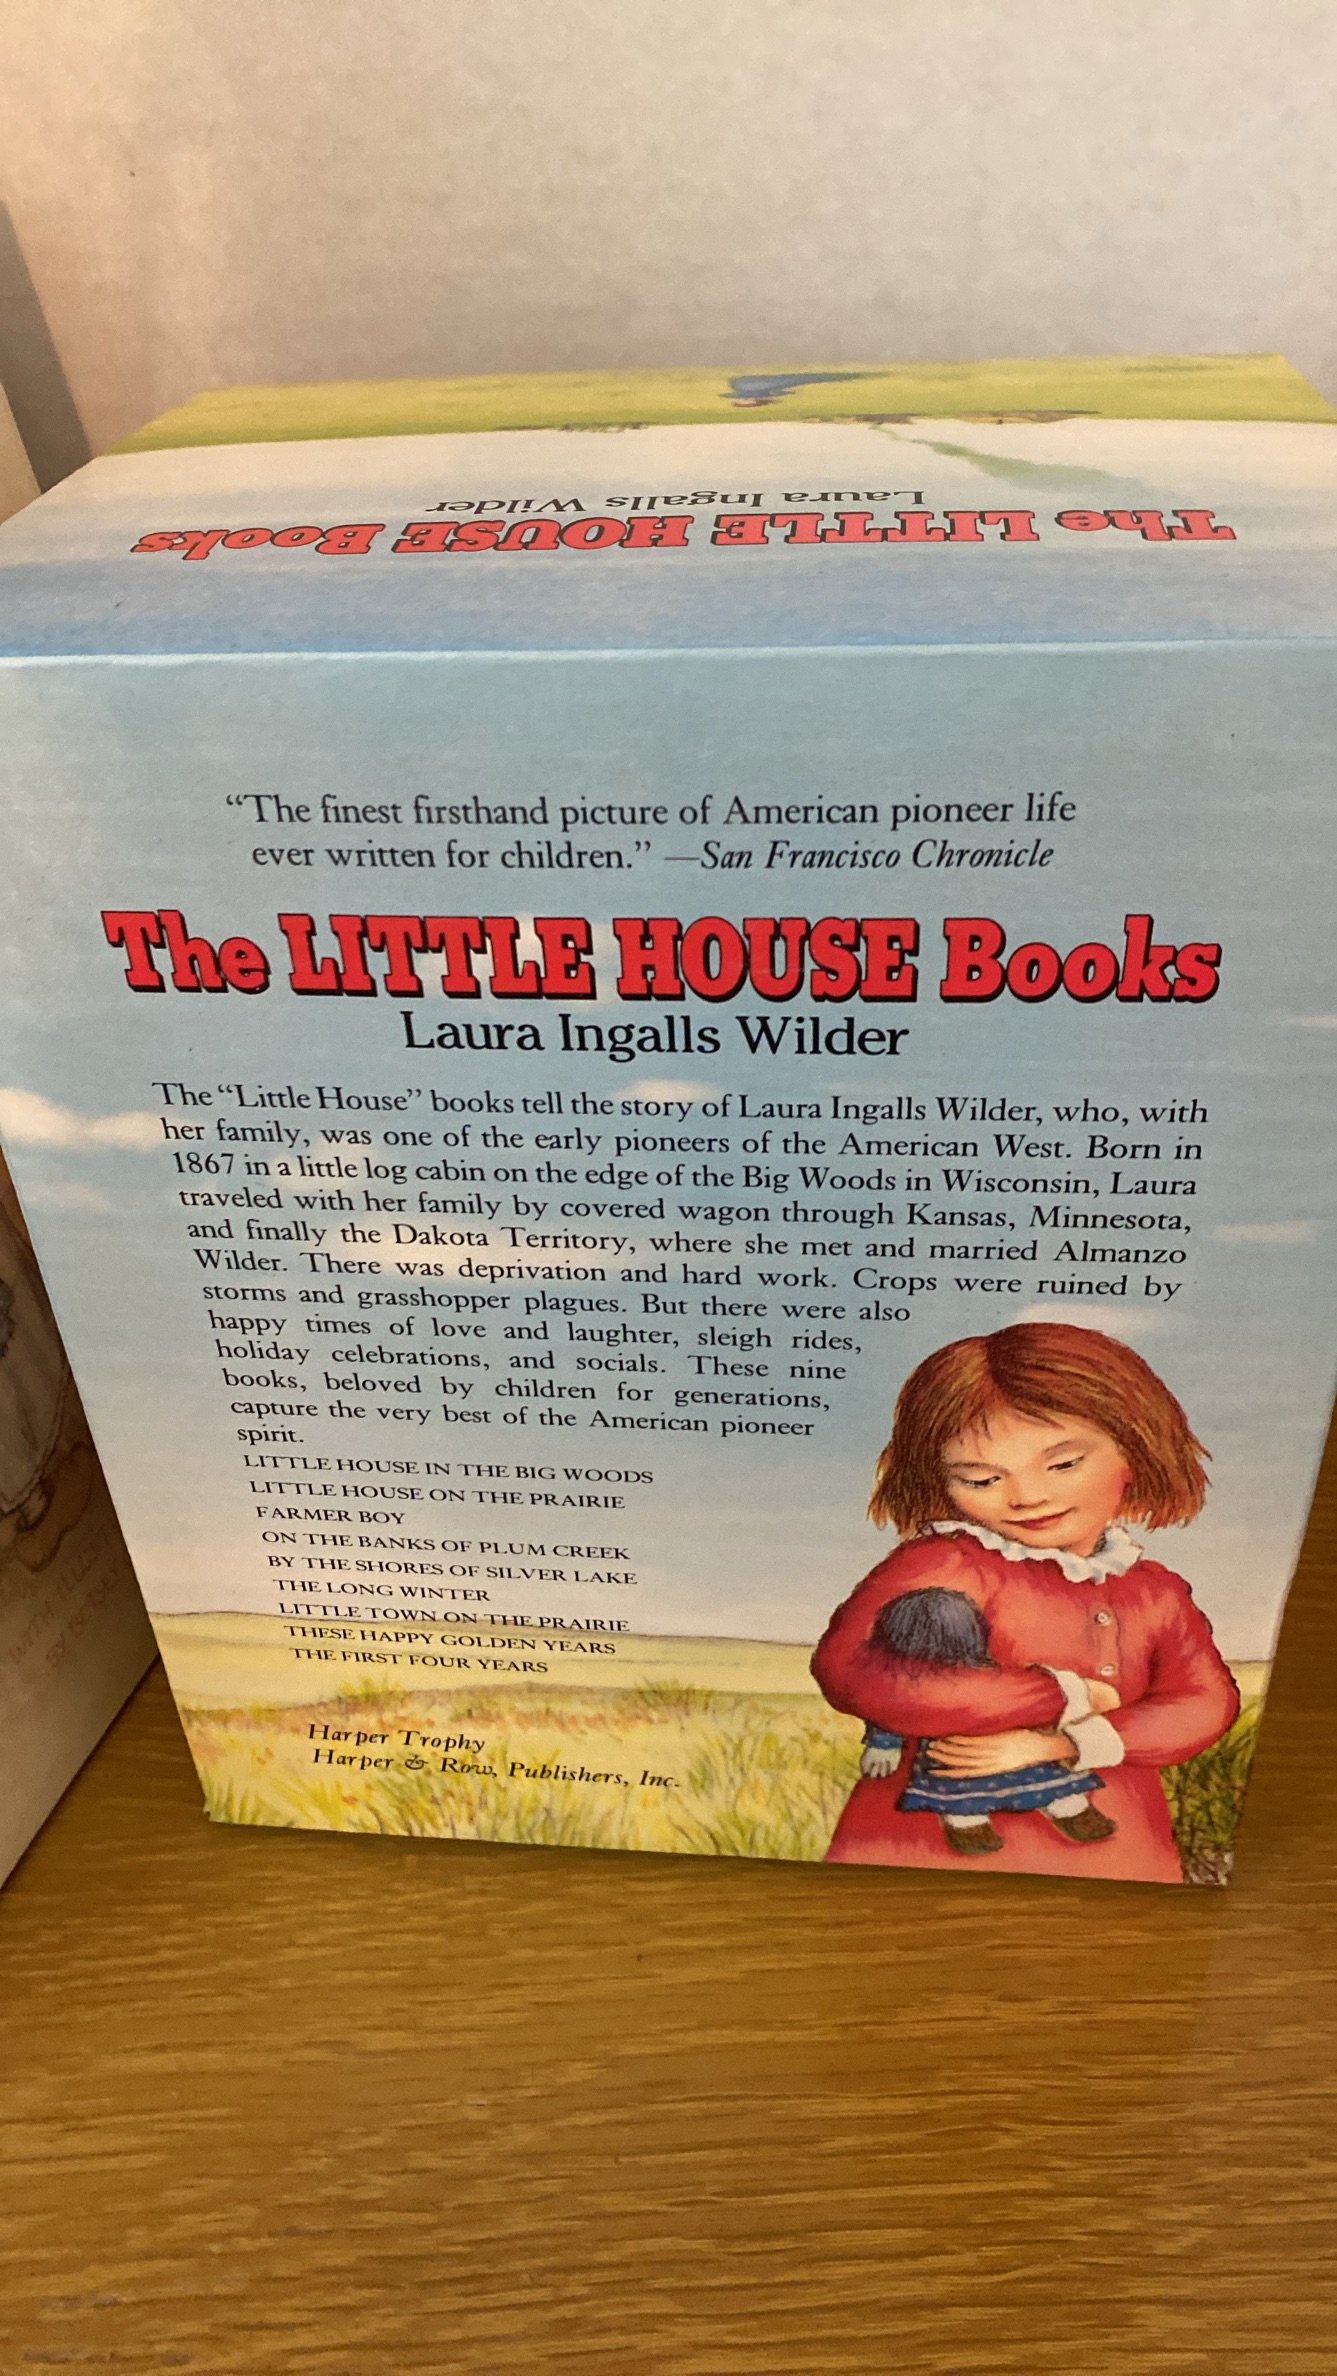 Laura Ingalls Wilder
The LITTLE HOUSE Books
“The finest firsthand picture of American pioneer life
ever written for children.” —San Francisco Chronicle
The LITTLE HOUSE Books
Laura Ingalls Wilder
The “Little House” books tell the story of Laura Ingalls Wilder, who, with
her family, was one of the early pioneers of the American West. Born in
1867 in a little log cabin on the edge of the Big Woods in Wisconsin, Laura
traveled with her family by covered wagon through Kansas, Minnesota,
and finally the Dakota Territory, where she met and married Almanzo
Wilder. There was deprivation and hard work. Crops were ruined by
storms and grasshopper plagues. But there were also
happy times of love and laughter, sleigh rides,
holiday celebrations, and socials. These nine
books, beloved by children for generations,
capture the very best of the American pioneer
spirit.
LITTLE HOUSE IN THE BIG WOODS
LITTLE HOUSE ON THE PRAIRIE
FARMER BOY
ON THE BANKS OF PLUM CREEK
BY THE SHORES OF SILVER LAKE
THE LONG WINTER
LITTLE TOWN ON THE PRAIRIE
THESE HAPPY GOLDEN YEARS
THE FIRST FOUR YEARS
Harper Trophy
Harper & Row, Publishers, Inc.
WITH